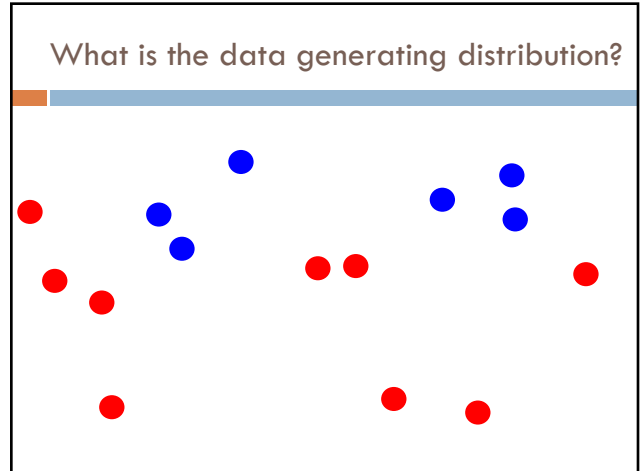 What is the data generating distribution?